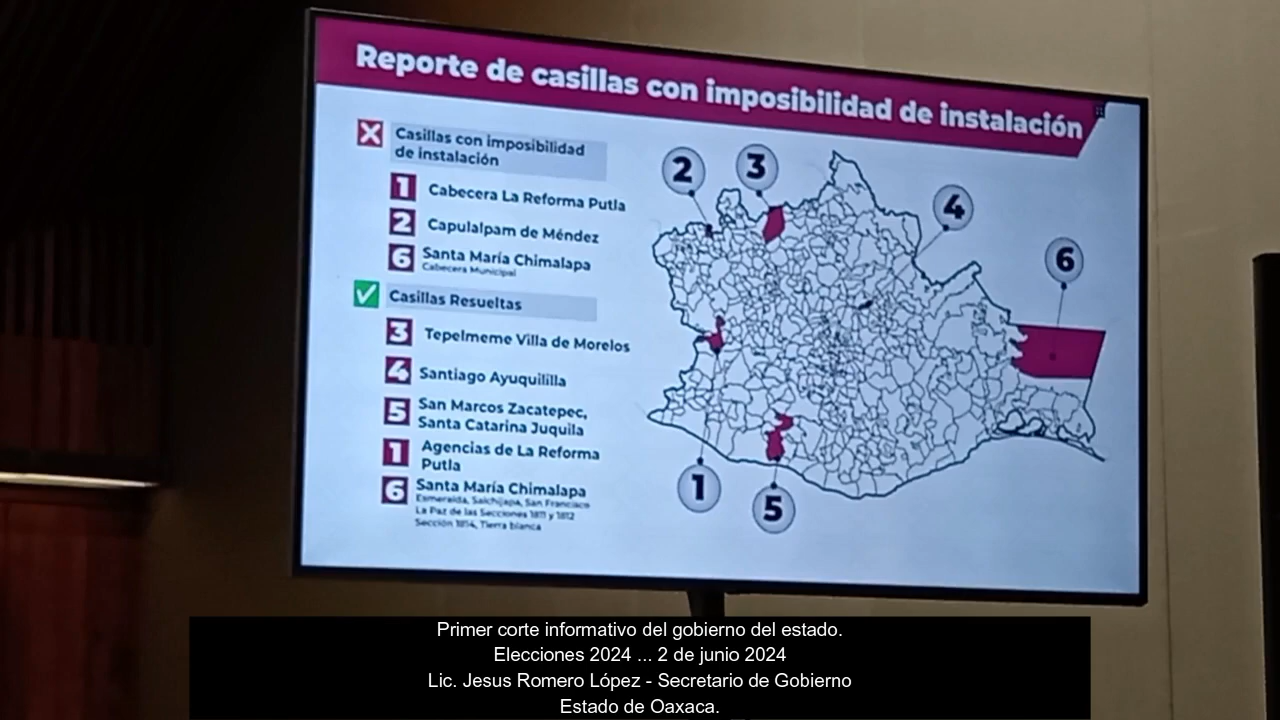 Reporte de casillas con imposibilidad de instalación
Casillas con imposibilidad
de instalación
1 Cabecera La Reforma Putla
2 Capulalpam de Méndez
6 Santa María Chimalapa
Cabecera Municipal
Casillas Resueltas
3 Tepelmeme Villa de Morelos
4 Santiago Ayuquililla
5 San Marcos Zacatepec,
Santa Catarina Juquila
1 Agencias de La Reforma
Putla
6 Santa María Chimalapa
Esmeralda, Salchijapa, San Francisco
La Paz de las Secciones 1811 y 1812
Sección 1814, Tierra blanca
2
3
4
6
1
5
Primer corte informativo del gobierno del estado.
Elecciones 2024 ... 2 de junio 2024
Lic. Jesus Romero López - Secretario de Gobierno
Estado de Oaxaca.